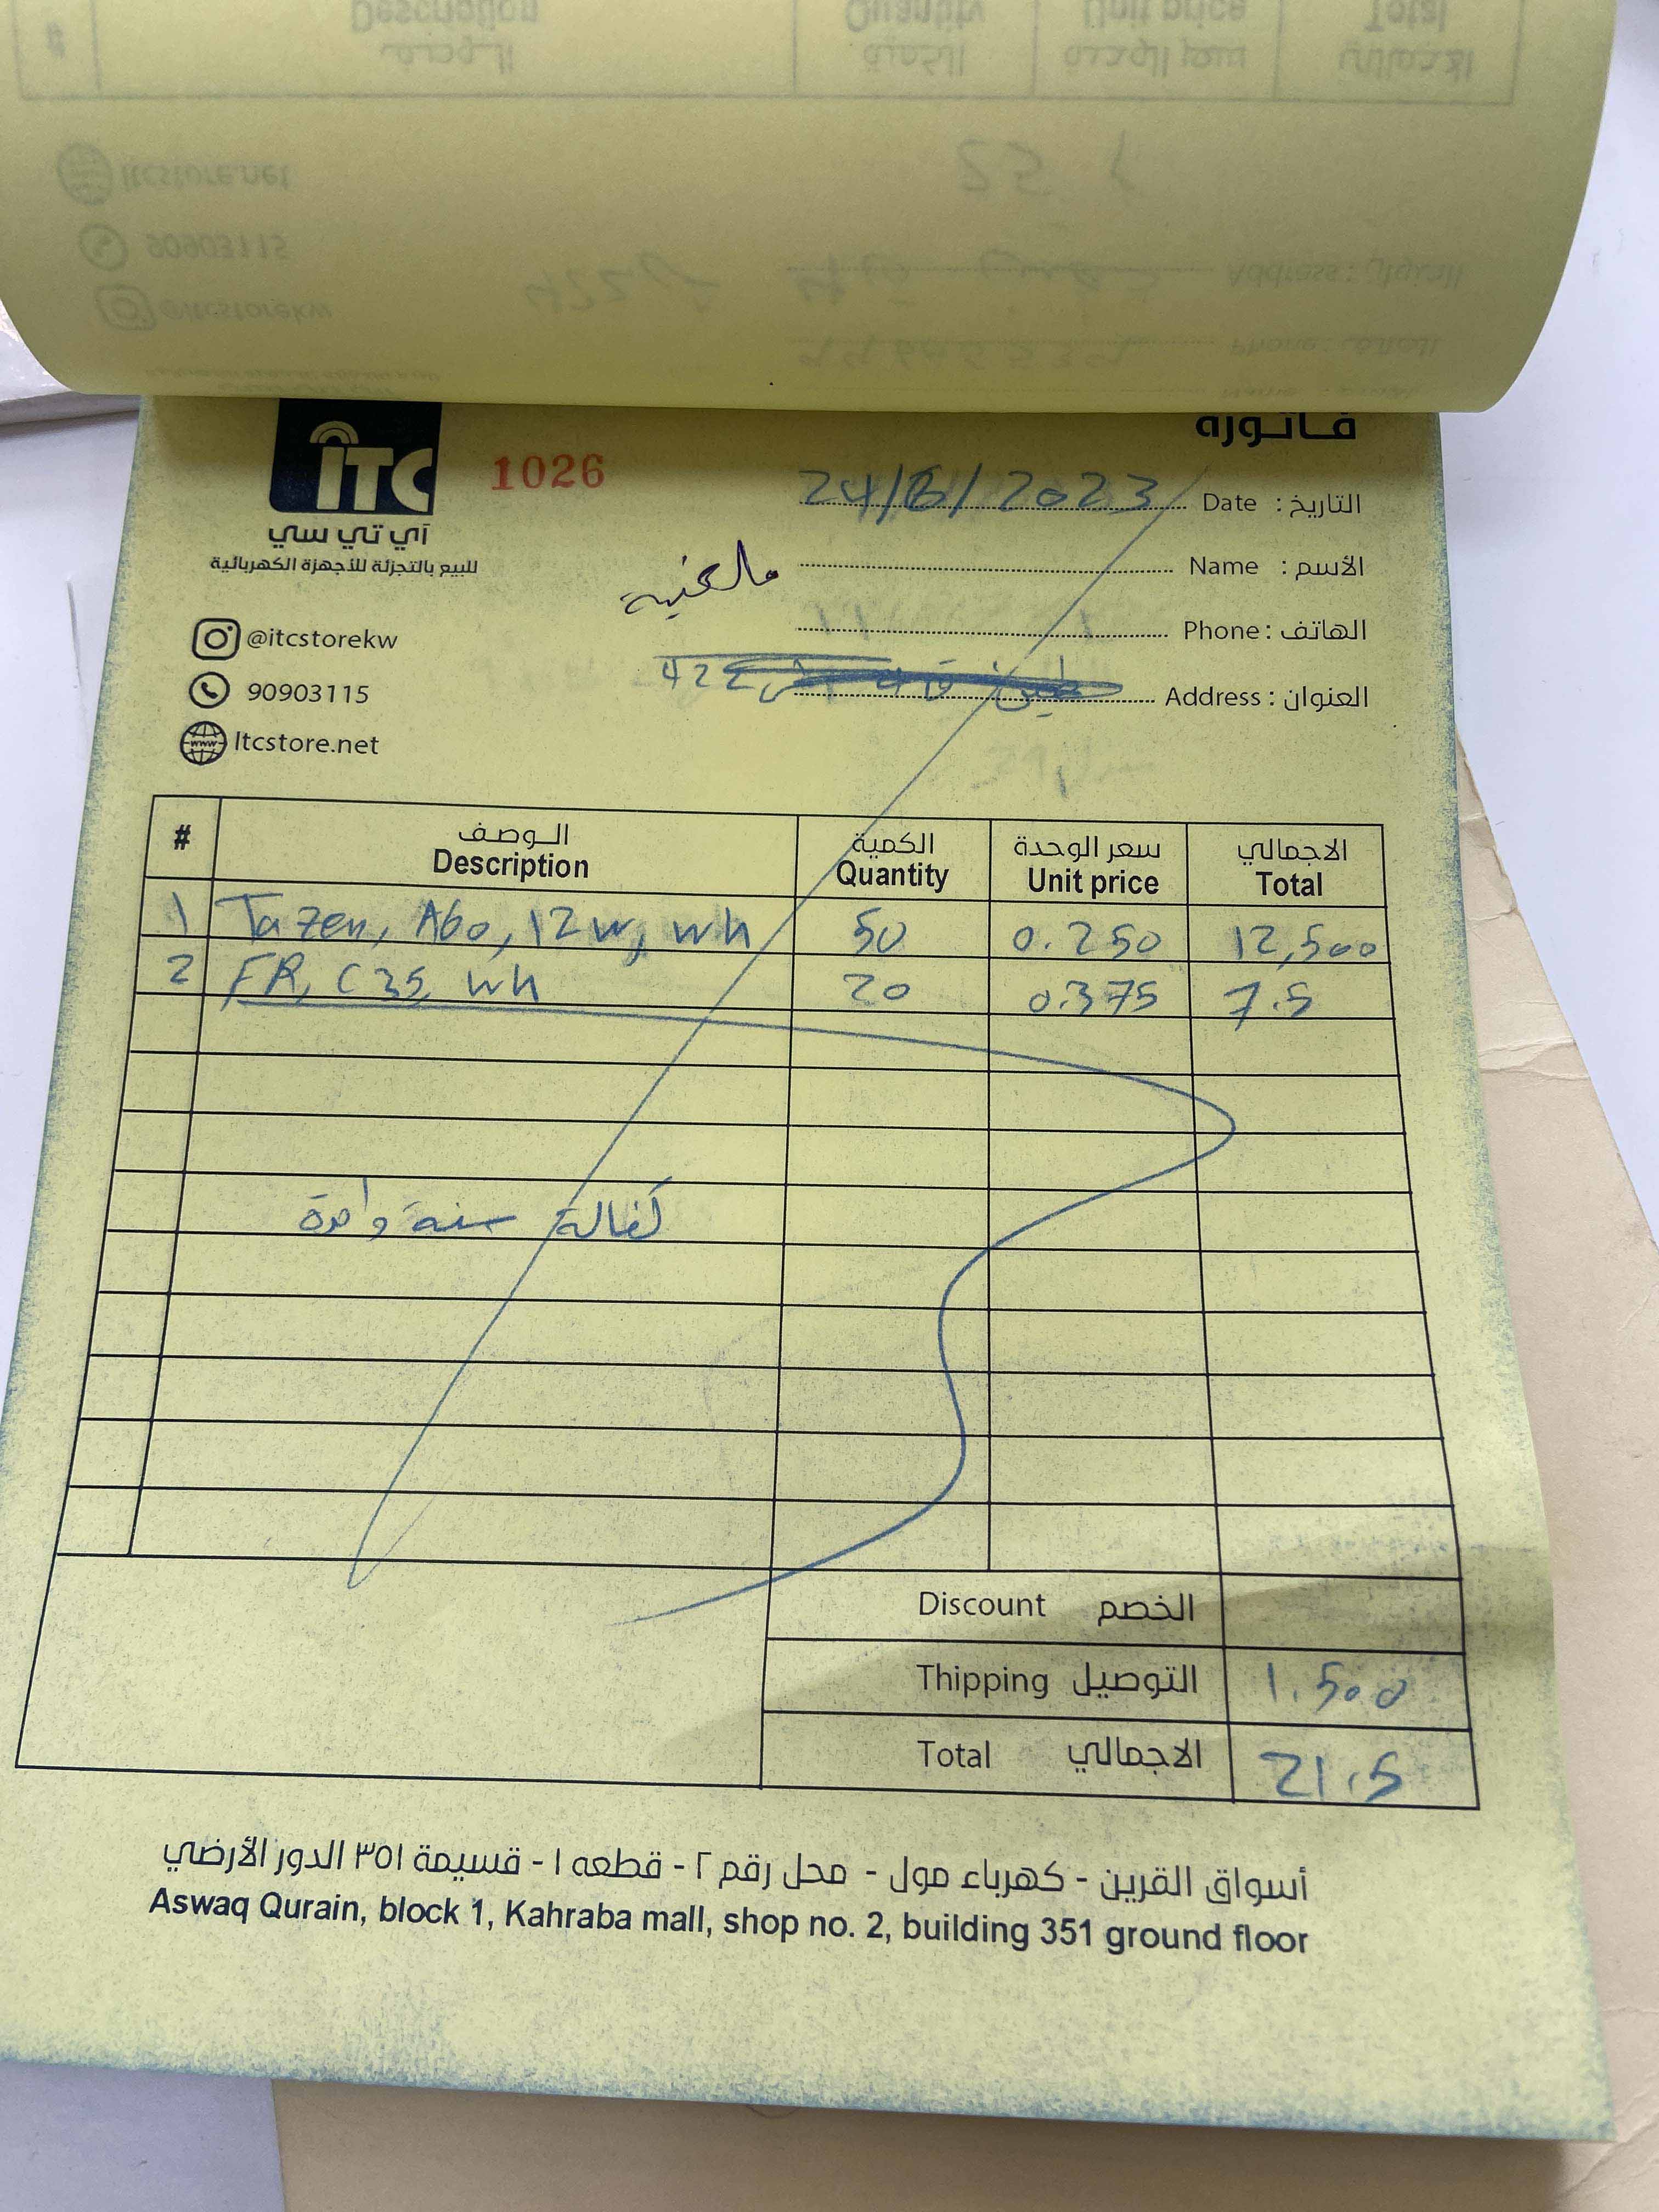 فـاتـورة
iTC
1026
آي تي سي
للبيع بالتجزئة للأجهزة الكهربائية
@itcstorekw
90903115
Itcstore.net
التاريخ : Date 24/6/2023
الأسم : Name
الهاتف : Phone
العنوان : Address 422
# الـوصـف الكمية سعر الوحدة الاجمالي
Description Quantity Unit price Total
1 Tazen, A60, 12w, wh 50 0.250 12,500
2 FR, C35, wh 20 0.375 7.5
كفالة سنة واحدة
Discount الخصم
Thipping التوصيل 1.500
Total الاجمالي 21.5
أسواق القرين - كهرباء مول - محل رقم ٢ - قطعه ١ - قسيمة ٣٥١ الدور الأرضي
Aswaq Qurain, block 1, Kahraba mall, shop no. 2, building 351 ground floor